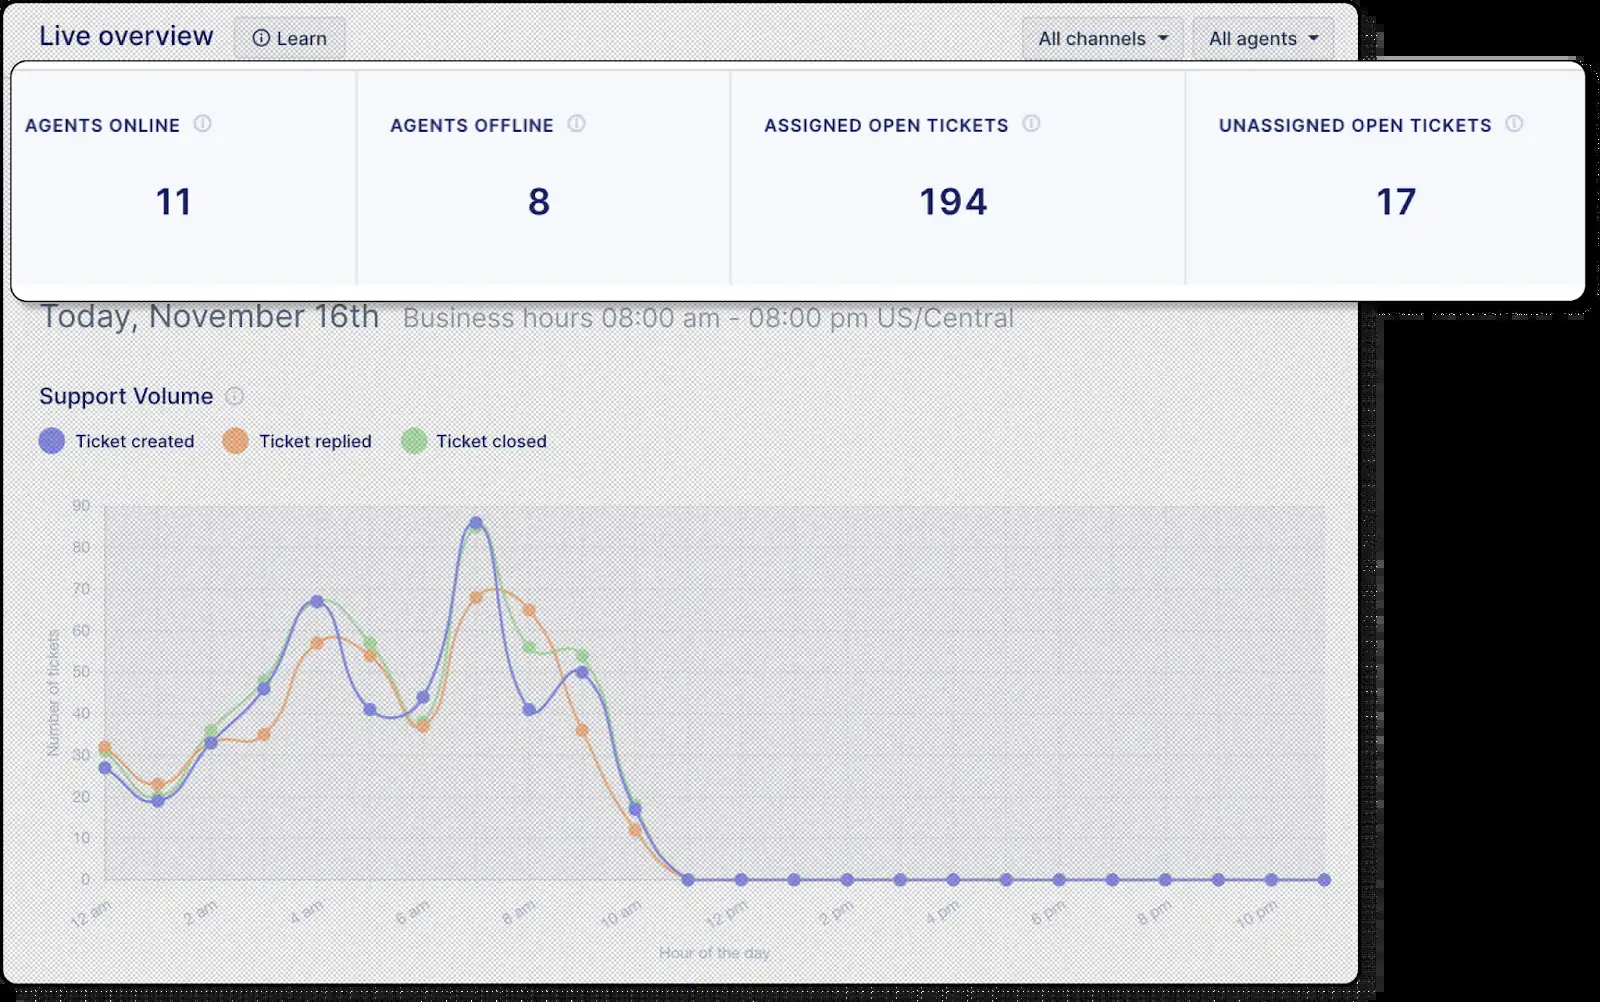 Live overview
Learn
All channels
All agents
AGENTS ONLINE
AGENTS OFFLINE
ASSIGNED OPEN TICKETS
UNASSIGNED OPEN TICKETS
11
8
194
17
Today, November 16th
Business hours 08:00 am - 08:00 pm US/Central
Support Volume
Ticket created
Ticket replied
Ticket closed
90
80
70
60
50
40
30
20
10
0
Number of tickets
12 am
2 am
4 am
6 am
8 am
10 am
12 pm
2 pm
4 pm
6 pm
8 pm
10 pm
Hour of the day